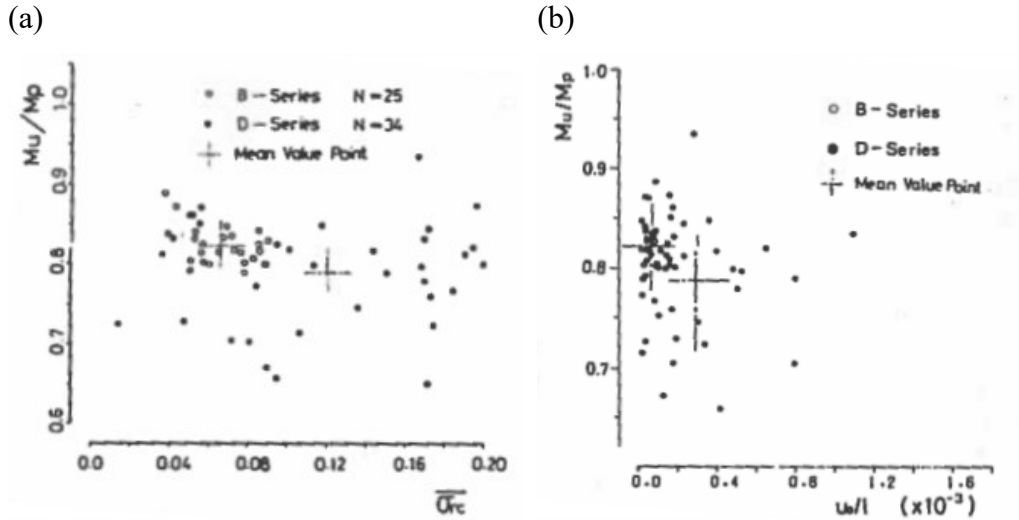 (a)
(b)
Mu/Mp
1.0
0.9
0.8
0.7
0.6
B-Series N=25
D-Series N=34
Mean Value Point
0.0 0.04 0.08 0.12 0.16 0.20
σrc
Mu/Mp
1.0
0.9
0.8
0.7
B-Series
D-Series
Mean Value Point
0.0 0.4 0.8 1.2 1.6
u₀/l (x10⁻³)